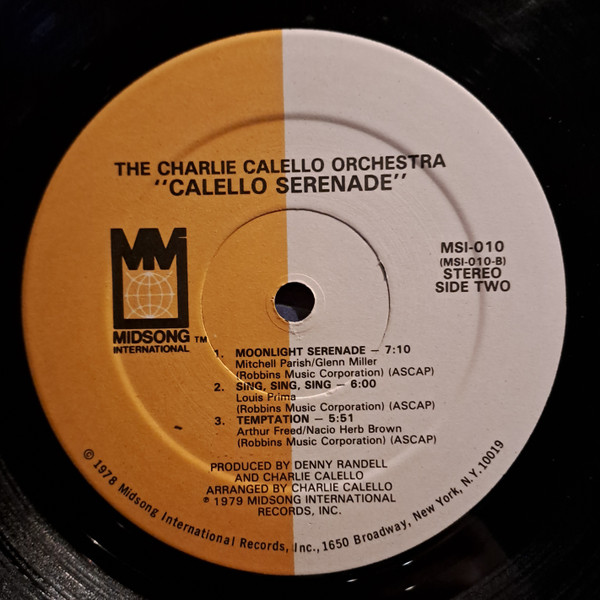 THE CHARLIE CALELLO ORCHESTRA
"CALELLO SERENADE"
MIDSONG TM
INTERNATIONAL
MSI-010
(MSI-010-B)
STEREO
SIDE TWO
1. MOONLIGHT SERENADE — 7:10
Mitchell Parish/Glenn Miller
(Robbins Music Corporation) (ASCAP)
2. SING, SING, SING — 6:00
Louis Prima
(Robbins Music Corporation) (ASCAP)
3. TEMPTATION — 5:51
Arthur Freed/Nacio Herb Brown
(Robbins Music Corporation) (ASCAP)
PRODUCED BY DENNY RANDELL
AND CHARLIE CALELLO
ARRANGED BY CHARLIE CALELLO
℗ 1979 MIDSONG INTERNATIONAL
RECORDS, INC.
© 1978 Midsong International Records, Inc., 1650 Broadway, New York, N.Y. 10019